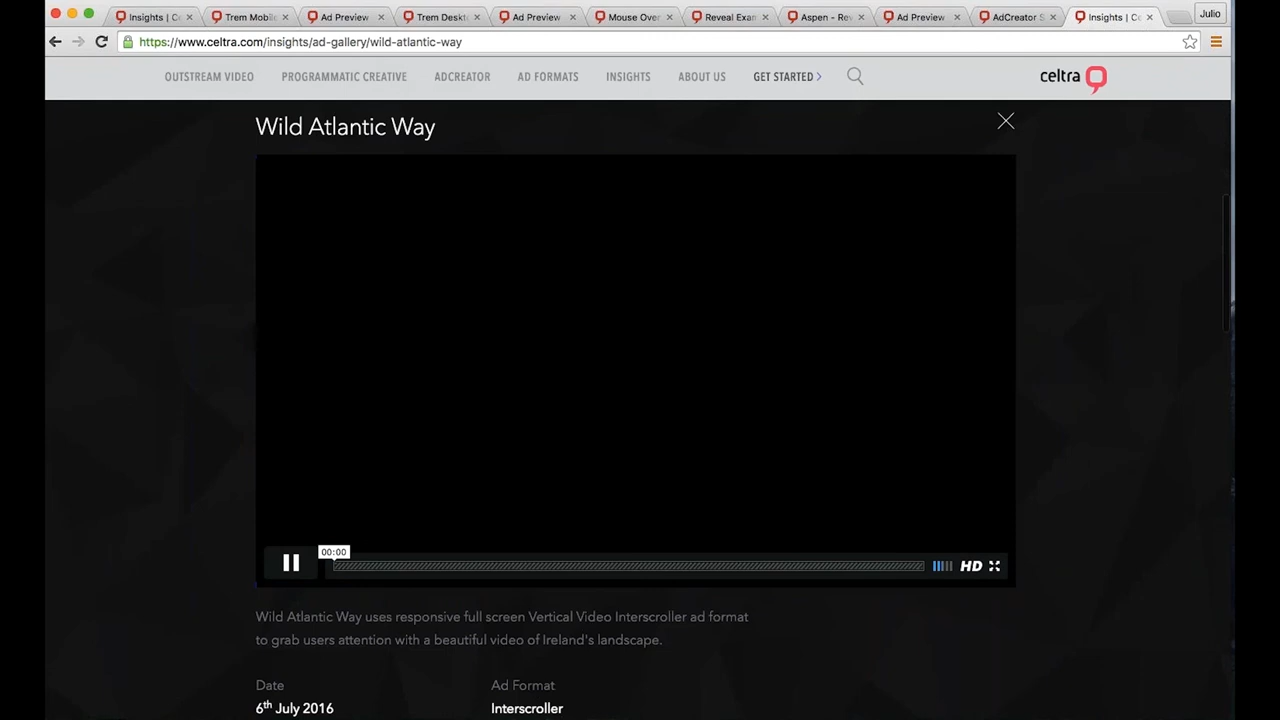 Insights | Ce
Trem Mobile
Ad Preview
Trem Deskt
Ad Preview
Mouse Over
Reveal Exam
Aspen - Rev
Ad Preview
AdCreator S
Insights | Ce
Julio
https://www.celtra.com/insights/ad-gallery/wild-atlantic-way
OUTSTREAM VIDEO PROGRAMMATIC CREATIVE ADCREATOR AD FORMATS INSIGHTS ABOUT US GET STARTED > celtra
Wild Atlantic Way
00:00
HD
Wild Atlantic Way uses responsive full screen Vertical Video Interscroller ad format
to grab users attention with a beautiful video of Ireland's landscape.
Date Ad Format
6th July 2016 Interscroller